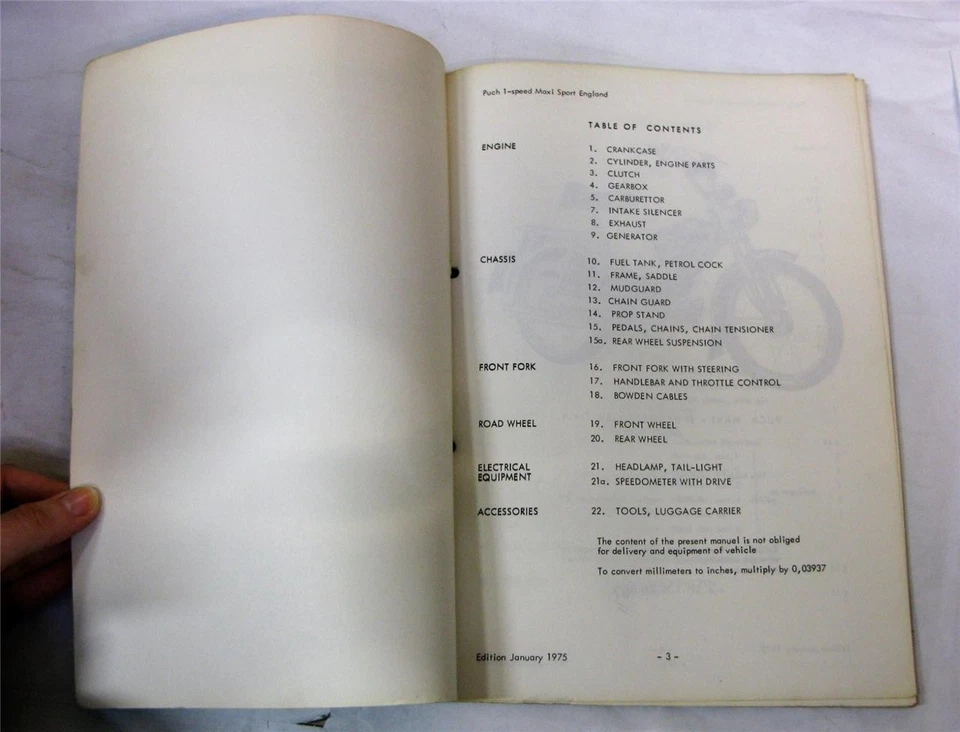 Puch 1-speed Maxi Sport England
TABLE OF CONTENTS
ENGINE
1. CRANKCASE
2. CYLINDER, ENGINE PARTS
3. CLUTCH
4. GEARBOX
5. CARBURETTOR
7. INTAKE SILENCER
8. EXHAUST
9. GENERATOR
CHASSIS
10. FUEL TANK, PETROL COCK
11. FRAME, SADDLE
12. MUDGUARD
13. CHAIN GUARD
14. PROP STAND
15. PEDALS, CHAINS, CHAIN TENSIONER
15a. REAR WHEEL SUSPENSION
FRONT FORK
16. FRONT FORK WITH STEERING
17. HANDLEBAR AND THROTTLE CONTROL
18. BOWDEN CABLES
ROAD WHEEL
19. FRONT WHEEL
20. REAR WHEEL
ELECTRICAL
EQUIPMENT
21. HEADLAMP, TAIL-LIGHT
21a. SPEEDOMETER WITH DRIVE
ACCESSORIES
22. TOOLS, LUGGAGE CARRIER
The content of the present manuel is not obliged
for delivery and equipment of vehicle
To convert millimeters to inches, multiply by 0,03937
Edition January 1975
- 3 -